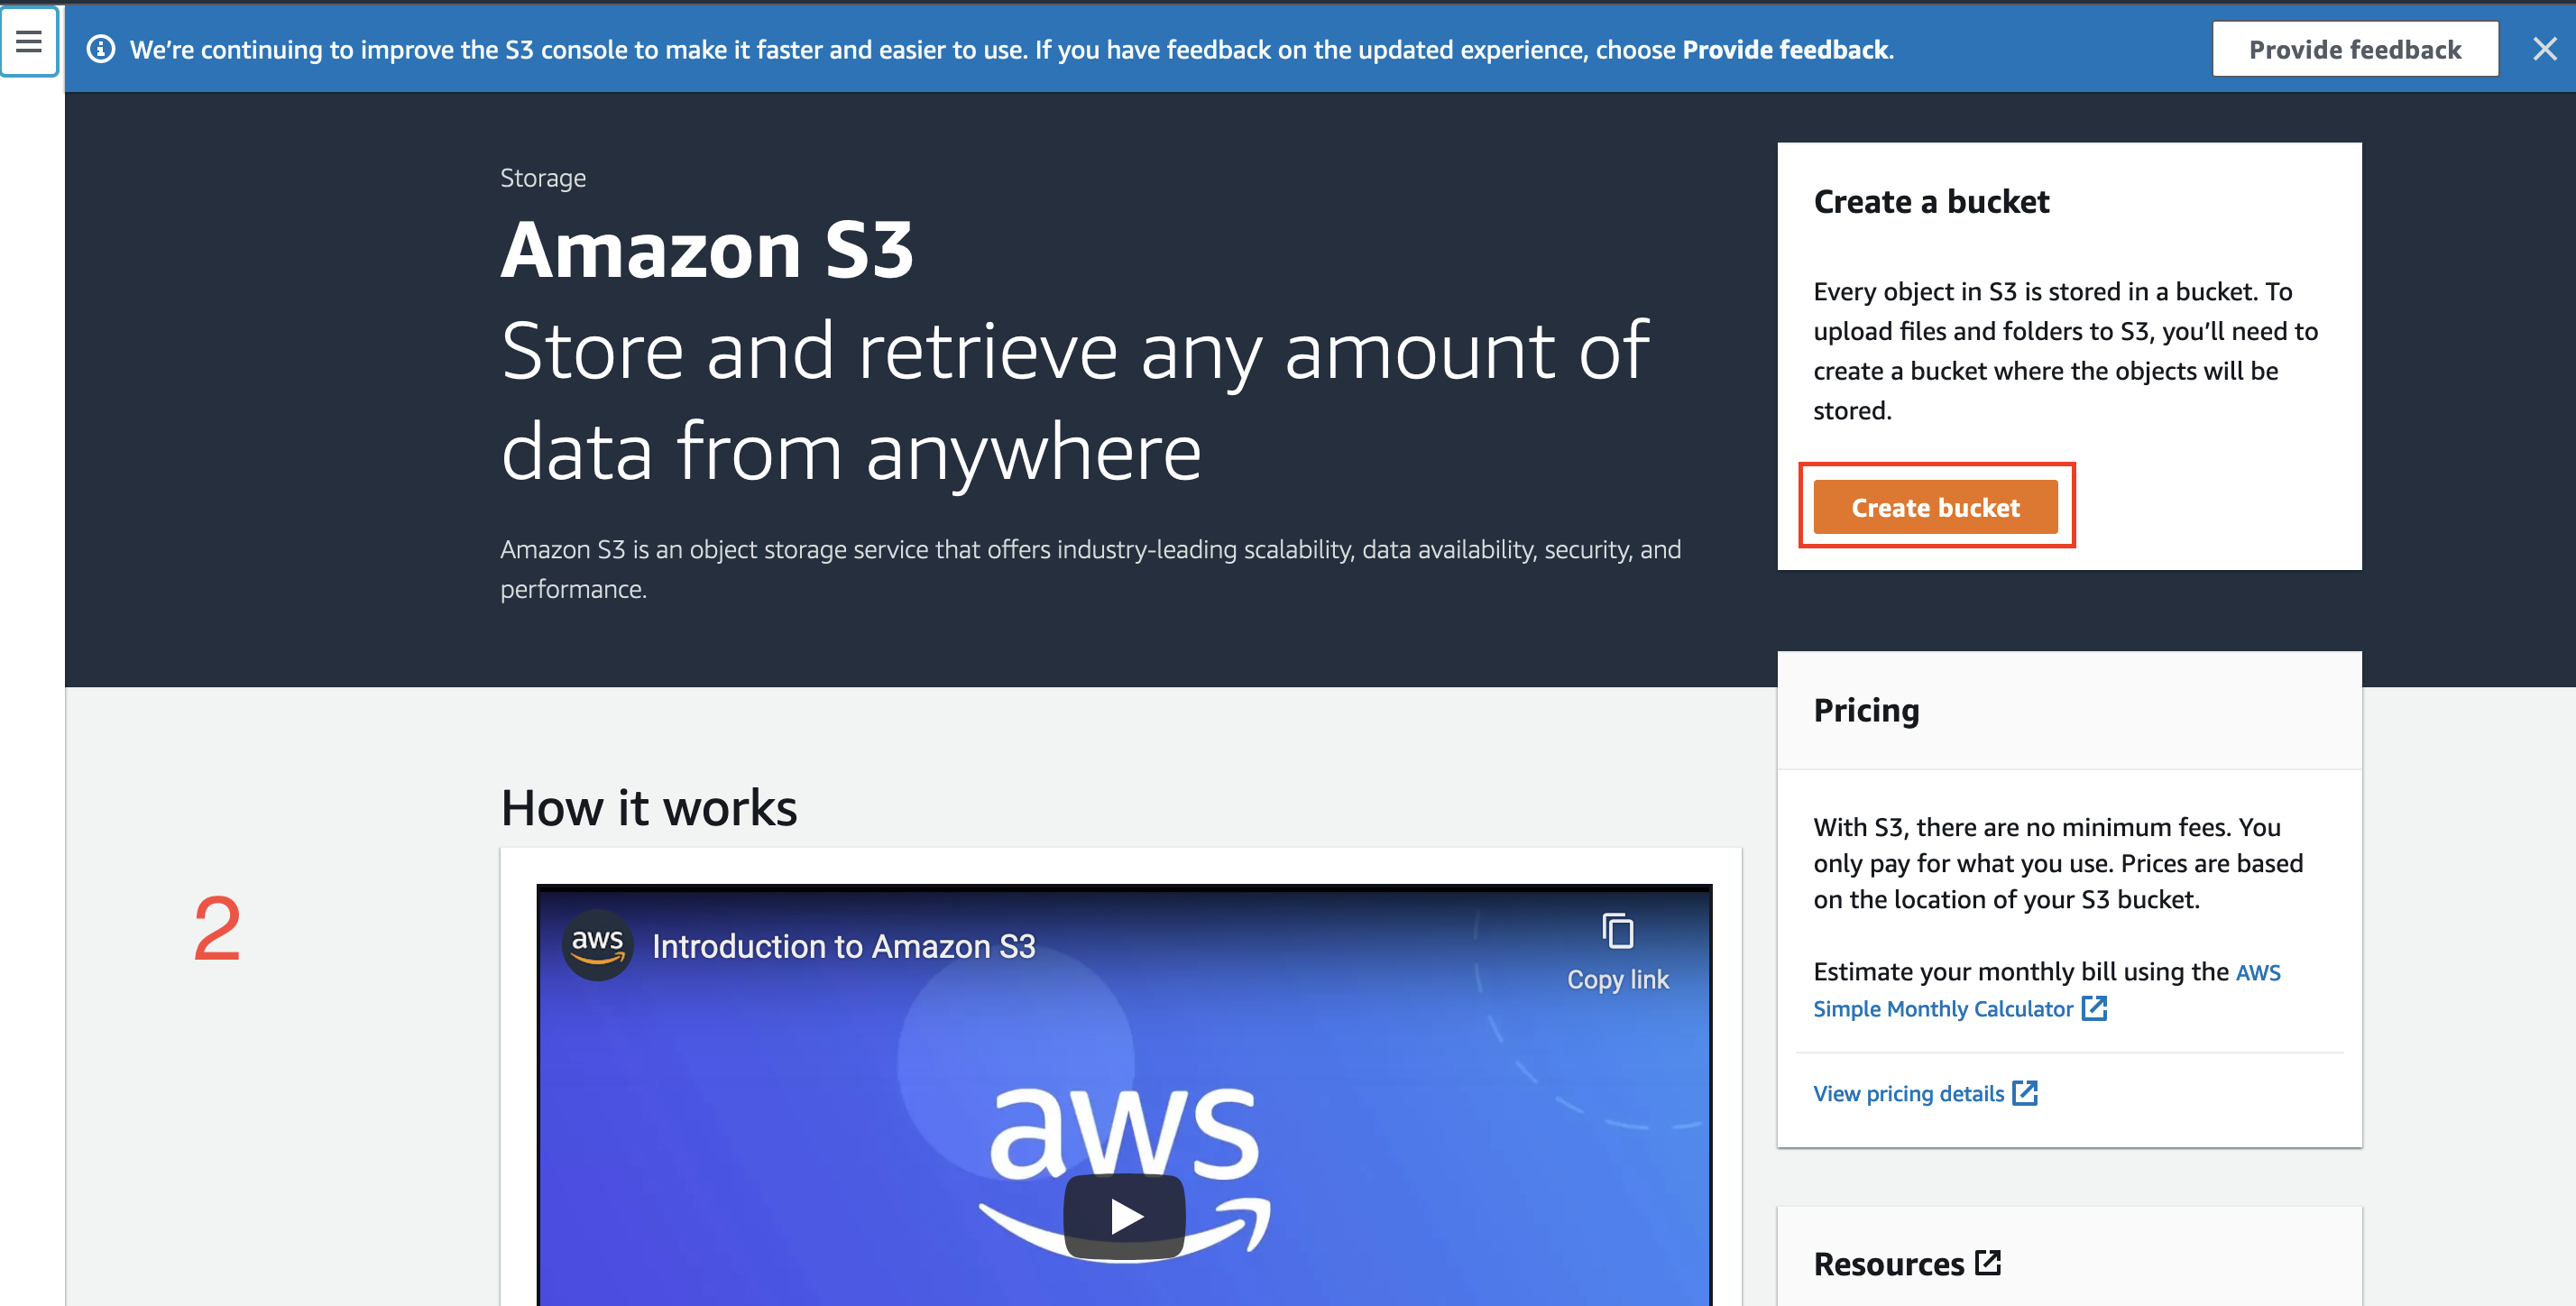 We're continuing to improve the S3 console to make it faster and easier to use. If you have feedback on the updated experience, choose Provide feedback.
Provide feedback
Storage
Amazon S3
Store and retrieve any amount of
data from anywhere
Amazon S3 is an object storage service that offers industry-leading scalability, data availability, security, and
performance.
Create a bucket
Every object in S3 is stored in a bucket. To
upload files and folders to S3, you'll need to
create a bucket where the objects will be
stored.
Create bucket
How it works
2
aws
Introduction to Amazon S3
Copy link
aws
Pricing
With S3, there are no minimum fees. You
only pay for what you use. Prices are based
on the location of your S3 bucket.
Estimate your monthly bill using the AWS
Simple Monthly Calculator
View pricing details
Resources